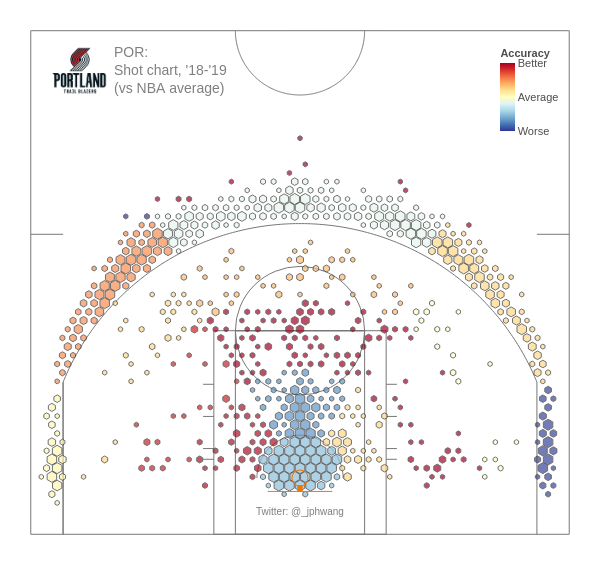 PORTLAND
TRAIL BLAZERS
POR:
Shot chart, '18-'19
(vs NBA average)
Accuracy
Better
Average
Worse
Twitter: @_jphwang